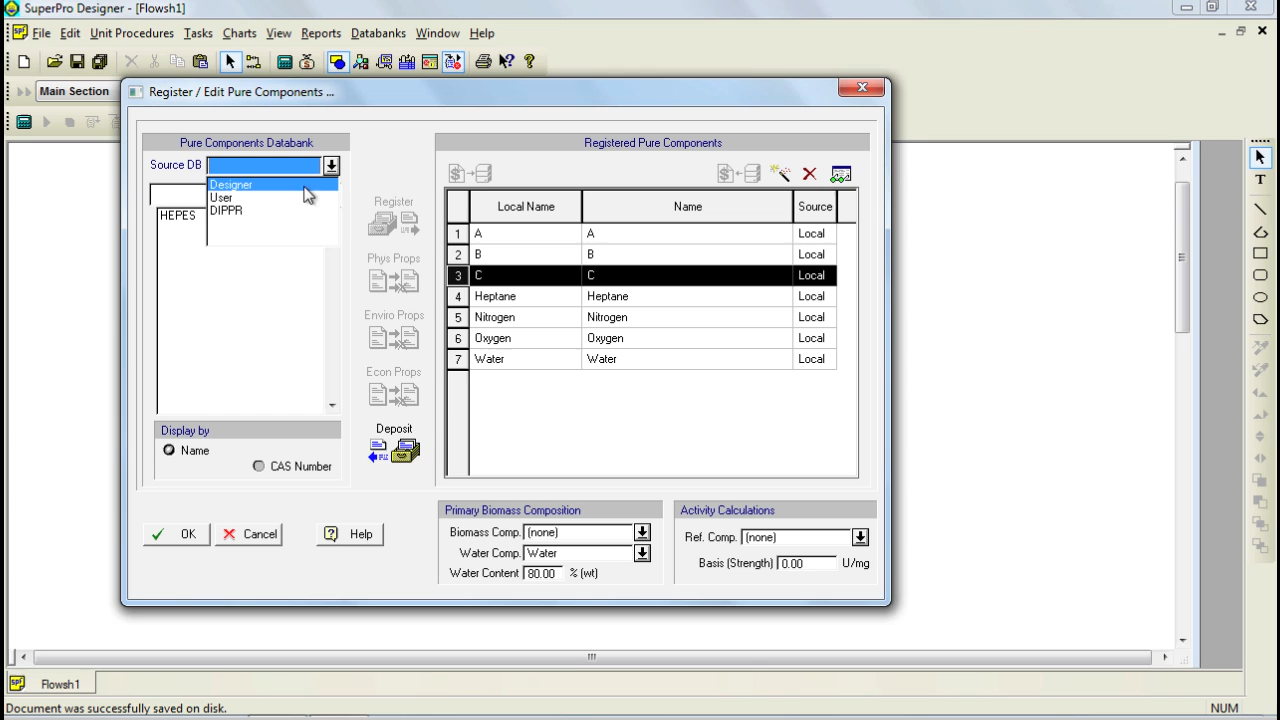 SuperPro Designer - [Flowsh1]
File Edit Unit Procedures Tasks Charts View Reports Databanks Window Help
Main Section
Register / Edit Pure Components ...
Pure Components Databank
Registered Pure Components
Source DB
Designer
User
DIPPR
HEPES
Register
Phys Props
Enviro Props
Econ Props
Deposit
Local Name Name Source
1 A A Local
2 B B Local
3 C C Local
4 Heptane Heptane Local
5 Nitrogen Nitrogen Local
6 Oxygen Oxygen Local
7 Water Water Local
Display by
Name
CAS Number
OK Cancel Help
Primary Biomass Composition
Biomass Comp. (none)
Water Comp. Water
Water Content 80.00 % (wt)
Activity Calculations
Ref. Comp. (none)
Basis (Strength) 0.00 U/mg
Flowsh1
Document was successfully saved on disk. NUM